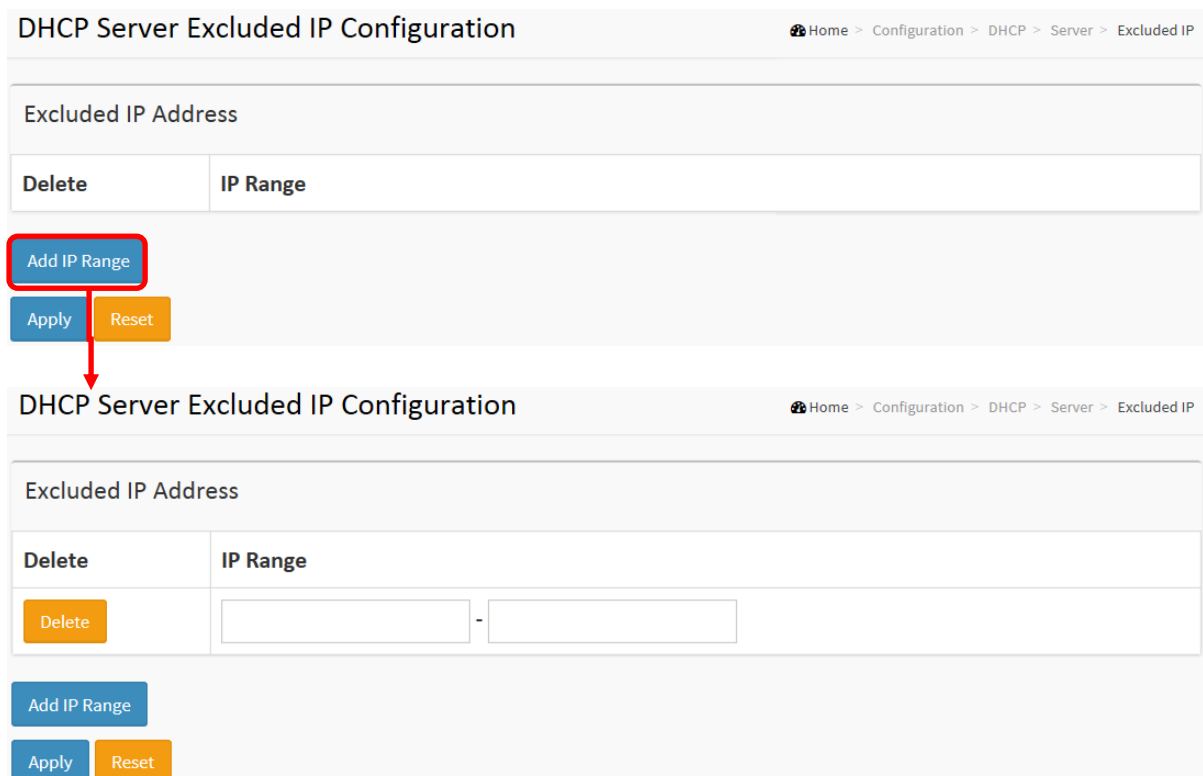 DHCP Server Excluded IP Configuration
Home > Configuration > DHCP > Server > Excluded IP
Excluded IP Address
Delete IP Range
Add IP Range
Apply Reset
DHCP Server Excluded IP Configuration
Home > Configuration > DHCP > Server > Excluded IP
Excluded IP Address
Delete IP Range
Delete -
Add IP Range
Apply Reset